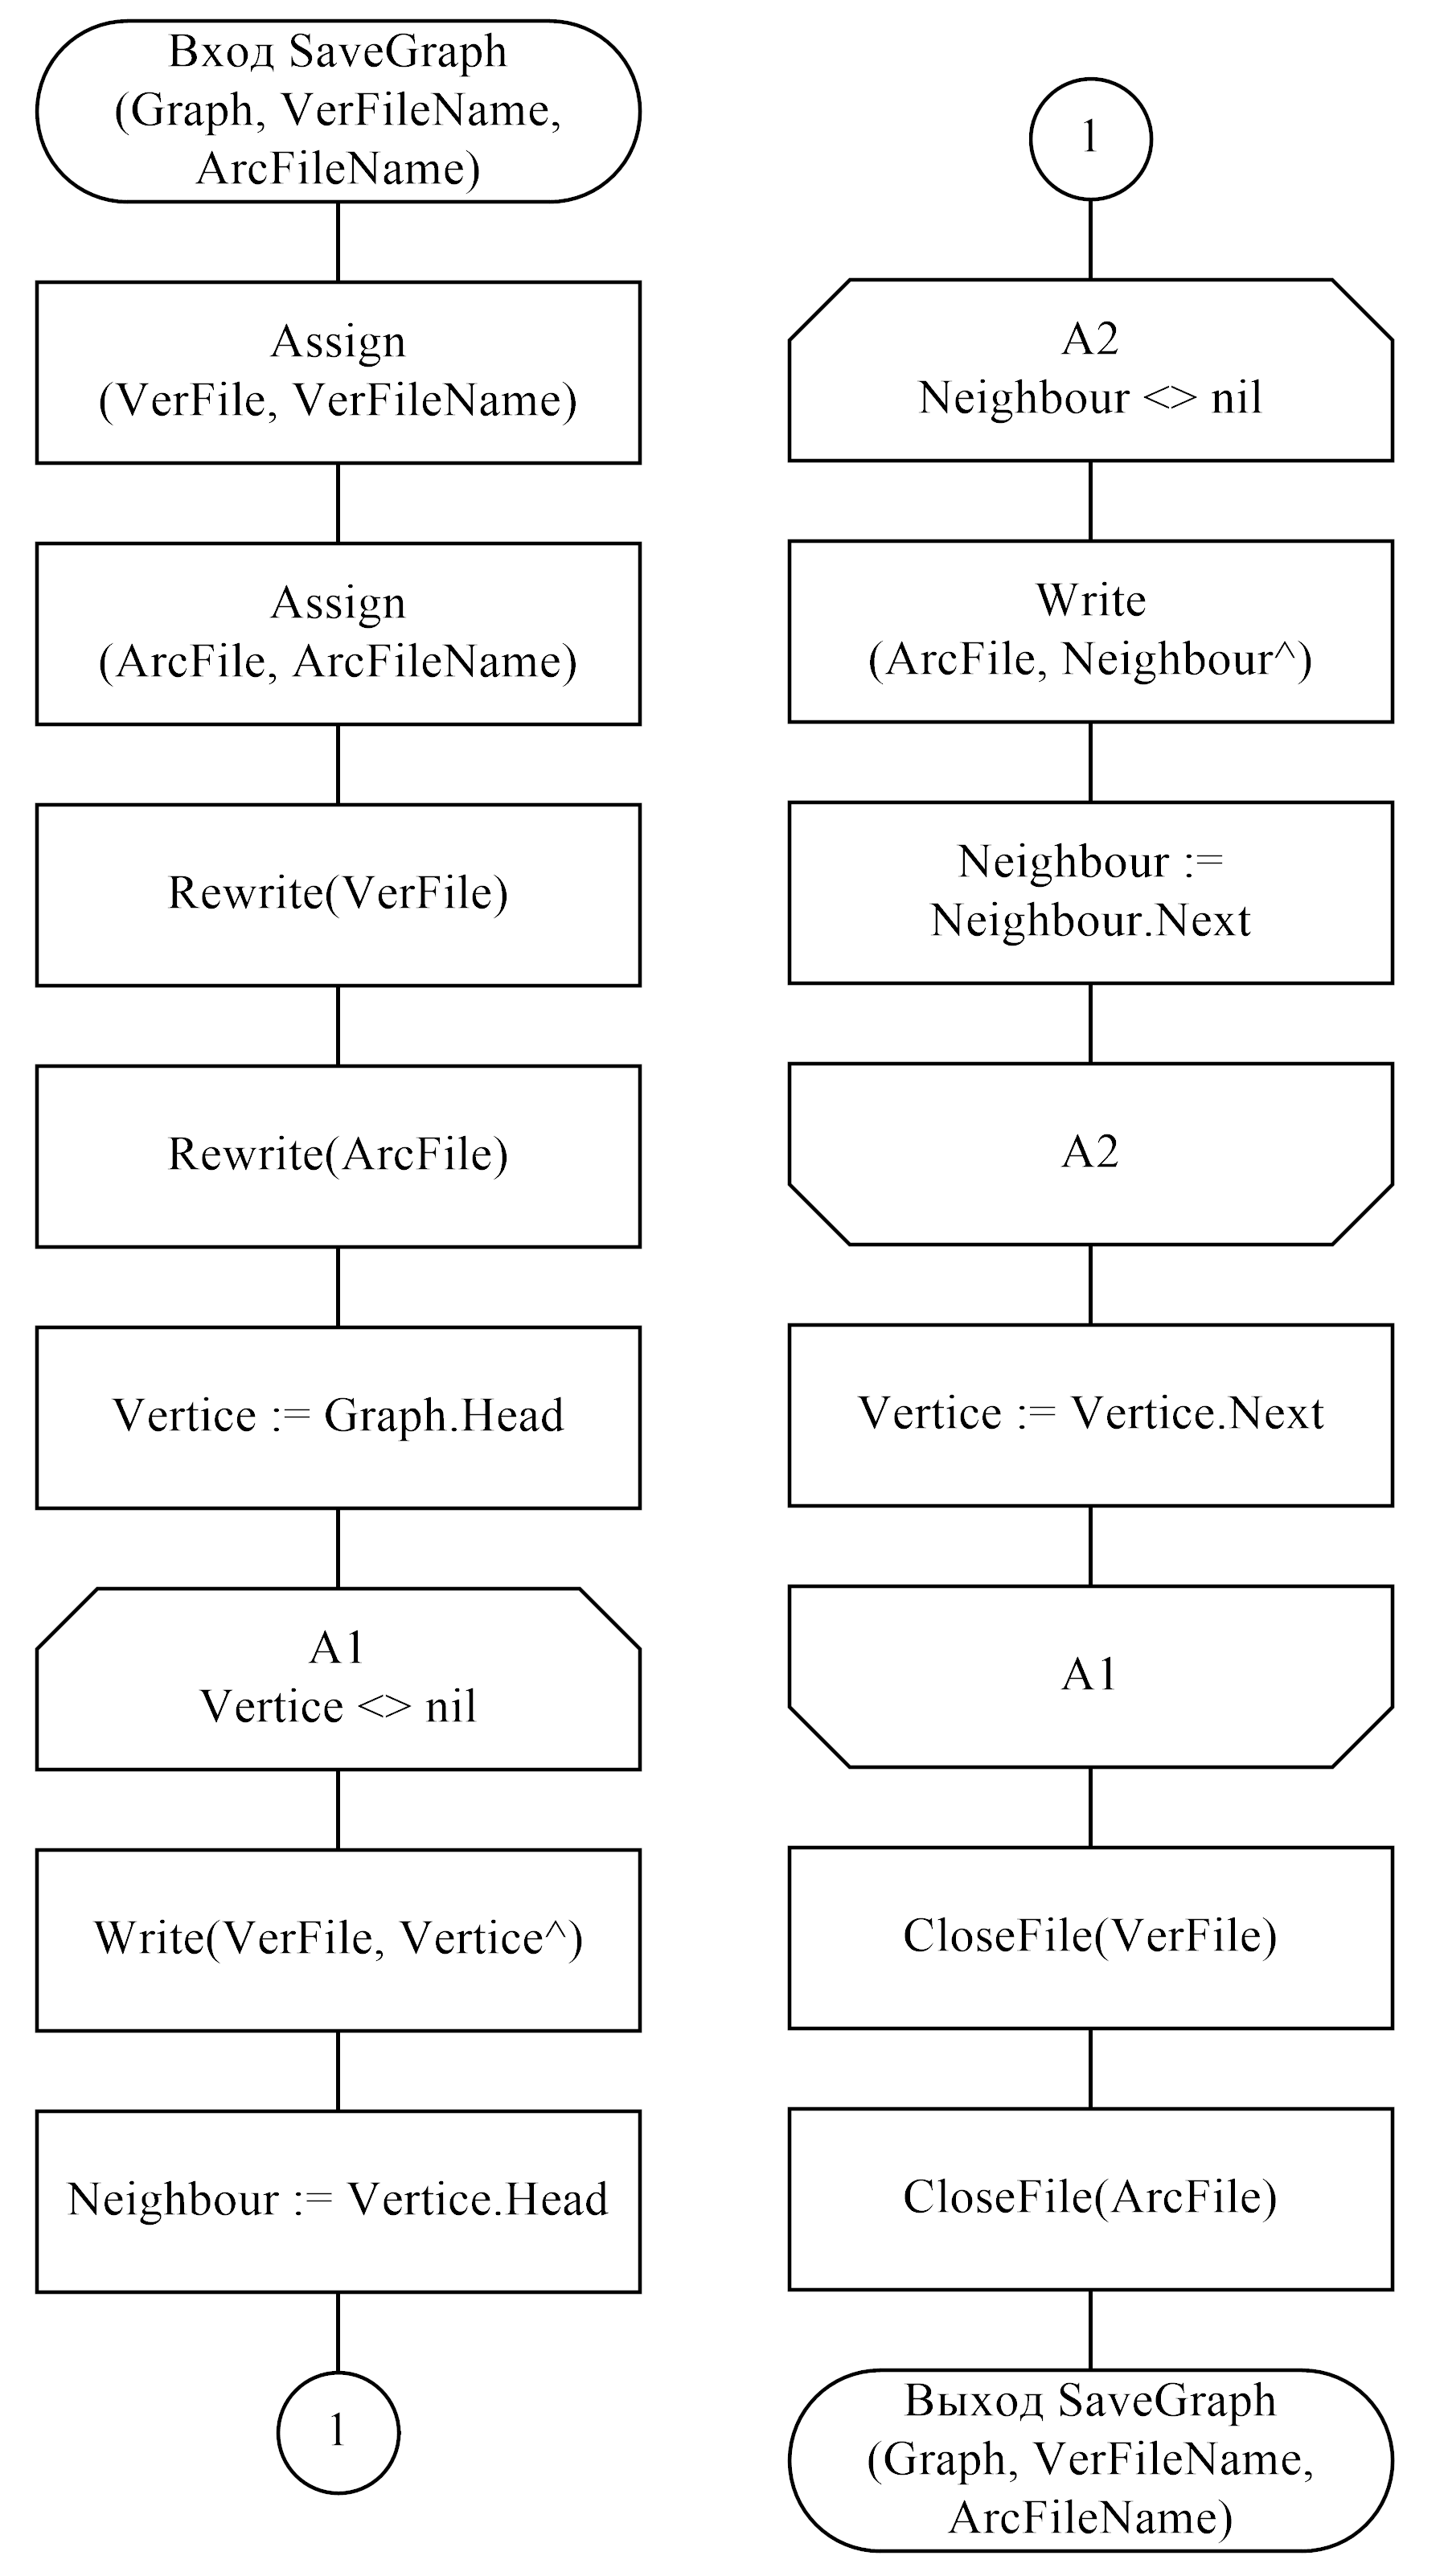 Вход SaveGraph
(Graph, VerFileName,
ArcFileName)
Assign
(VerFile, VerFileName)
Assign
(ArcFile, ArcFileName)
Rewrite(VerFile)
Rewrite(ArcFile)
Vertice := Graph.Head
A1
Vertice <> nil
Write(VerFile, Vertice^)
Neighbour := Vertice.Head
1
1
A2
Neighbour <> nil
Write
(ArcFile, Neighbour^)
Neighbour :=
Neighbour.Next
A2
Vertice := Vertice.Next
A1
CloseFile(VerFile)
CloseFile(ArcFile)
Выход SaveGraph
(Graph, VerFileName,
ArcFileName)